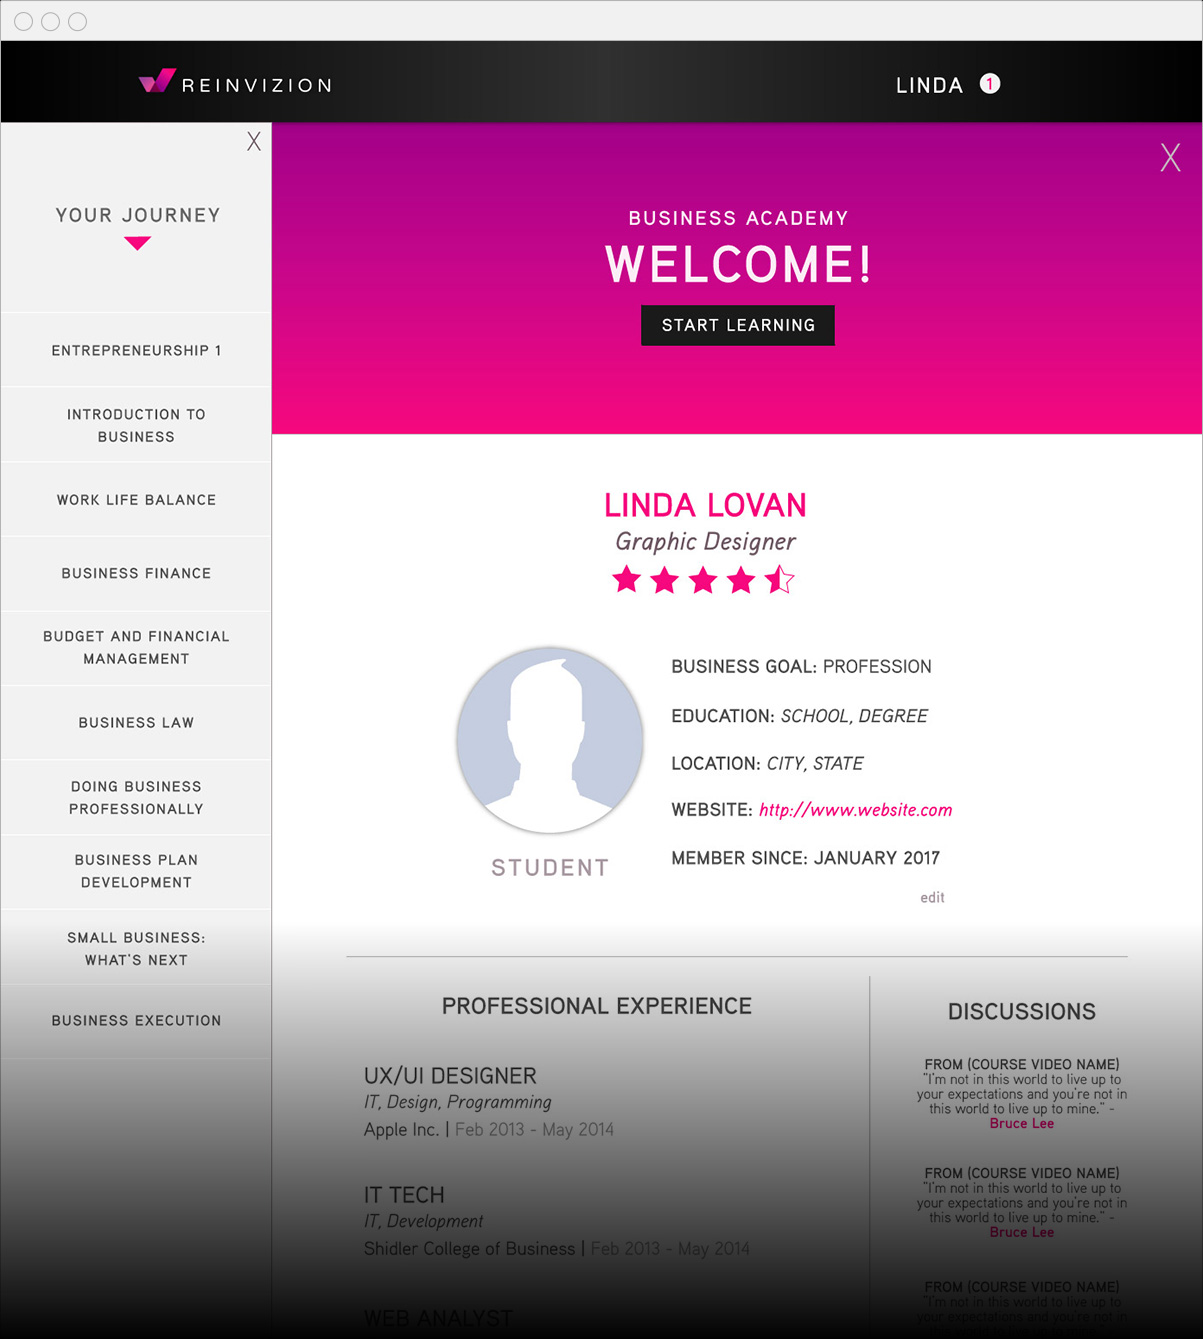 REINVIZION
LINDA 1
X
YOUR JOURNEY
ENTREPRENEURSHIP 1
INTRODUCTION TO
BUSINESS
WORK LIFE BALANCE
BUSINESS FINANCE
BUDGET AND FINANCIAL
MANAGEMENT
BUSINESS LAW
DOING BUSINESS
PROFESSIONALLY
BUSINESS PLAN
DEVELOPMENT
SMALL BUSINESS:
WHAT'S NEXT
BUSINESS EXECUTION
X
BUSINESS ACADEMY
WELCOME!
START LEARNING
LINDA LOVAN
Graphic Designer
STUDENT
BUSINESS GOAL: PROFESSION
EDUCATION: SCHOOL, DEGREE
LOCATION: CITY, STATE
WEBSITE: http://www.website.com
MEMBER SINCE: JANUARY 2017
edit
PROFESSIONAL EXPERIENCE
UX/UI DESIGNER
IT, Design, Programming
Apple Inc. | Feb 2013 - May 2014
IT TECH
IT, Development
Shidler College of Business | Feb 2013 - May 2014
WEB ANALYST
DISCUSSIONS
FROM (COURSE VIDEO NAME)
"I'm not in this world to live up to
your expectations and you're not in
this world to live up to mine." -
Bruce Lee
FROM (COURSE VIDEO NAME)
"I'm not in this world to live up to
your expectations and you're not in
this world to live up to mine." -
Bruce Lee
FROM (COURSE VIDEO NAME)
"I'm not in this world to live up to
your expectations and you're not in